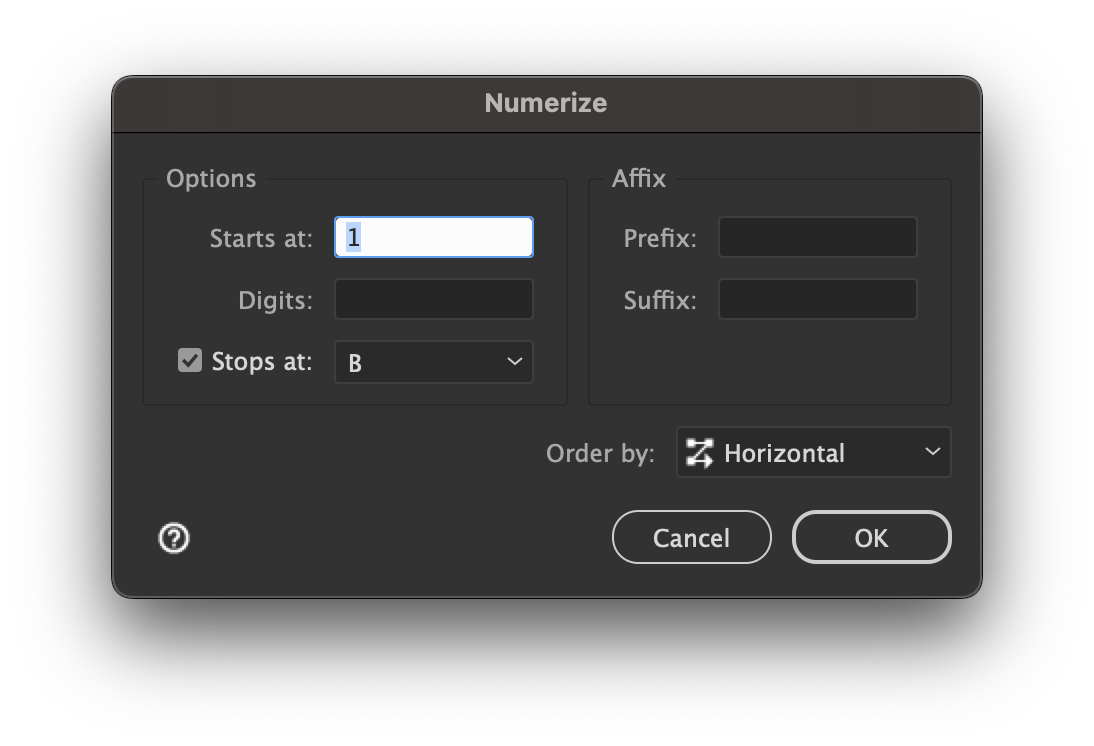 Numerize
Options
Starts at: 1
Digits:
Stops at: B
Affix
Prefix:
Suffix:
Order by: Horizontal
?
Cancel
OK